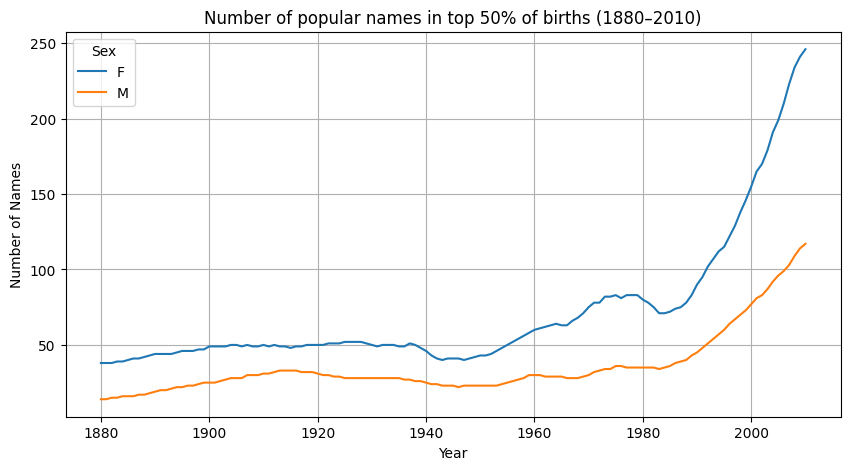 Number of popular names in top 50% of births (1880–2010)
Sex
F
M
Number of Names
250
200
150
100
50
1880
1900
1920
1940
1960
1980
2000
Year